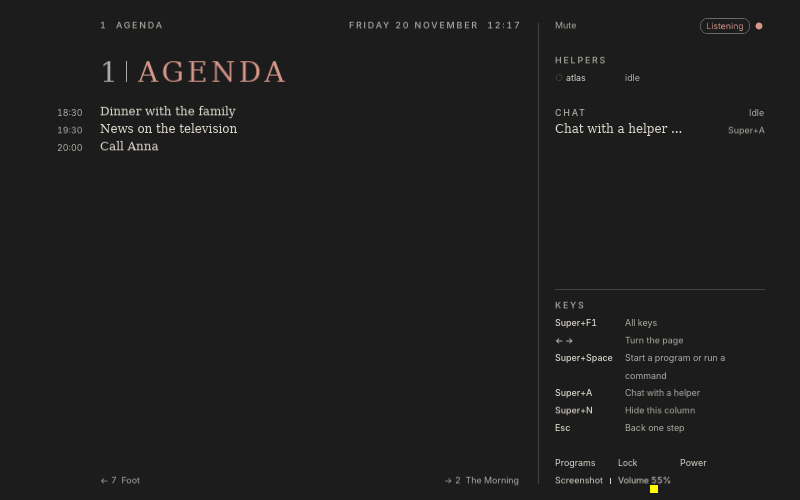 1 AGENDA
FRIDAY 20 NOVEMBER 12:17
1 | AGENDA
18:30 Dinner with the family
19:30 News on the television
20:00 Call Anna
← 7 Foot
→ 2 The Morning
Mute
Listening
HELPERS
atlas idle
CHAT Idle
Chat with a helper ... Super+A
KEYS
Super+F1 All keys
← → Turn the page
Super+Space Start a program or run a
command
Super+A Chat with a helper
Super+N Hide this column
Esc Back one step
Programs Lock Power
Screenshot Volume 55%